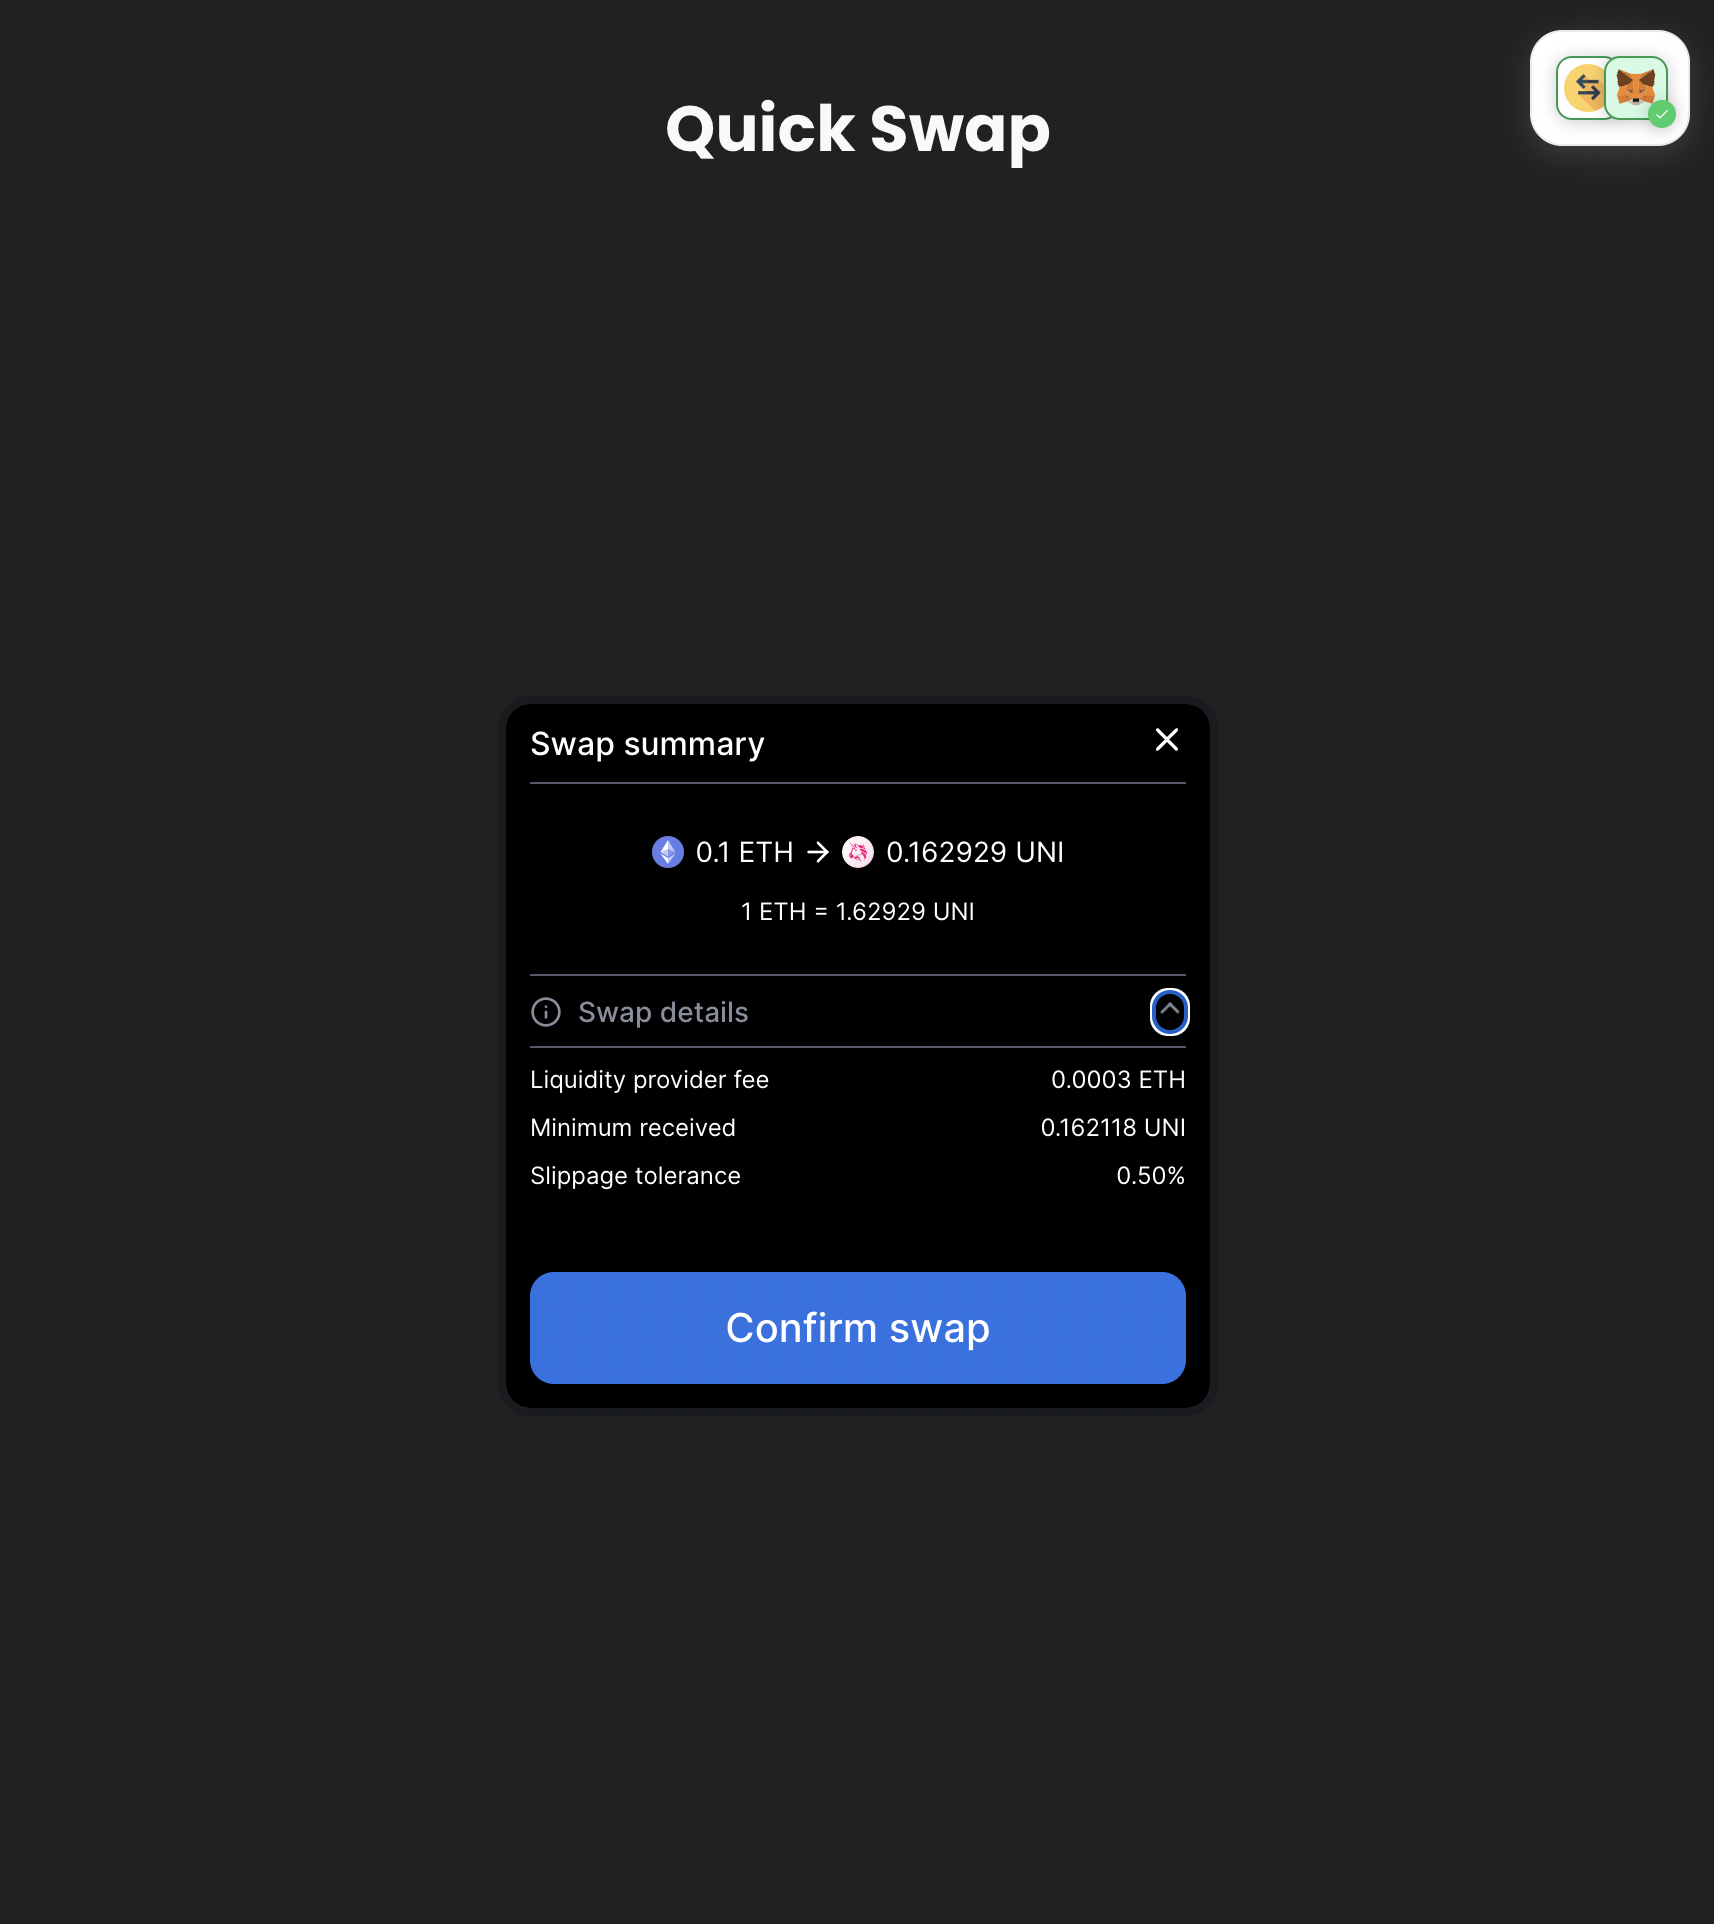 Quick Swap
Swap summary
0.1 ETH → 0.162929 UNI
1 ETH = 1.62929 UNI
Swap details
Liquidity provider fee 0.0003 ETH
Minimum received 0.162118 UNI
Slippage tolerance 0.50%
Confirm swap